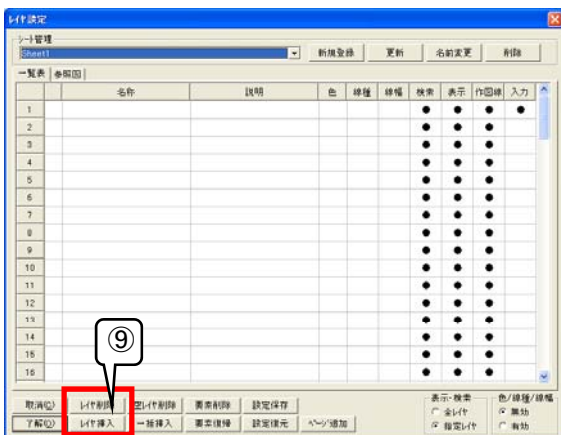 レイヤ設定
シート管理
Sheet1
新規登録 更新 名前変更 削除
一覧表 参照図
名称 説明 色 線種 線幅 検索 表示 作図線 入力
1
2
3
4
5
6
7
8
9
10
11
12
13
14
15
16
⑨
取消(C) レイヤ削除 空レイヤ削除 要素削除 設定保存
了解(O) レイヤ挿入 一括挿入 要素復帰 設定復元 ページ追加
表示・検索
全レイヤ
指定レイヤ
色/線種/線幅
無効
有効